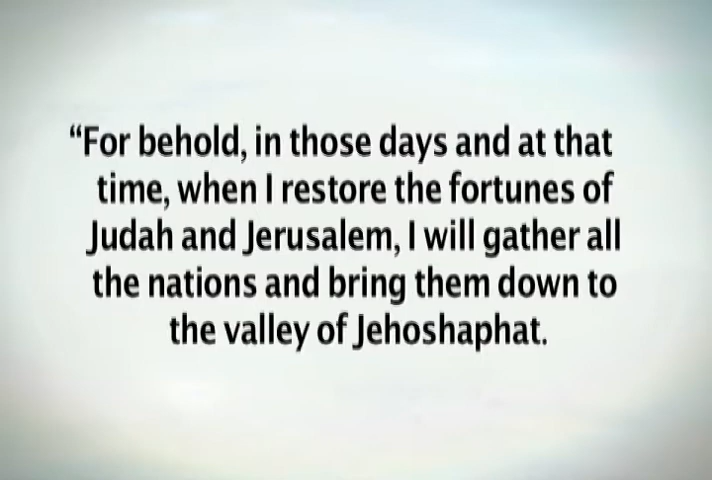 “For behold, in those days and at that
time, when I restore the fortunes of
Judah and Jerusalem, I will gather all
the nations and bring them down to
the valley of Jehoshaphat.